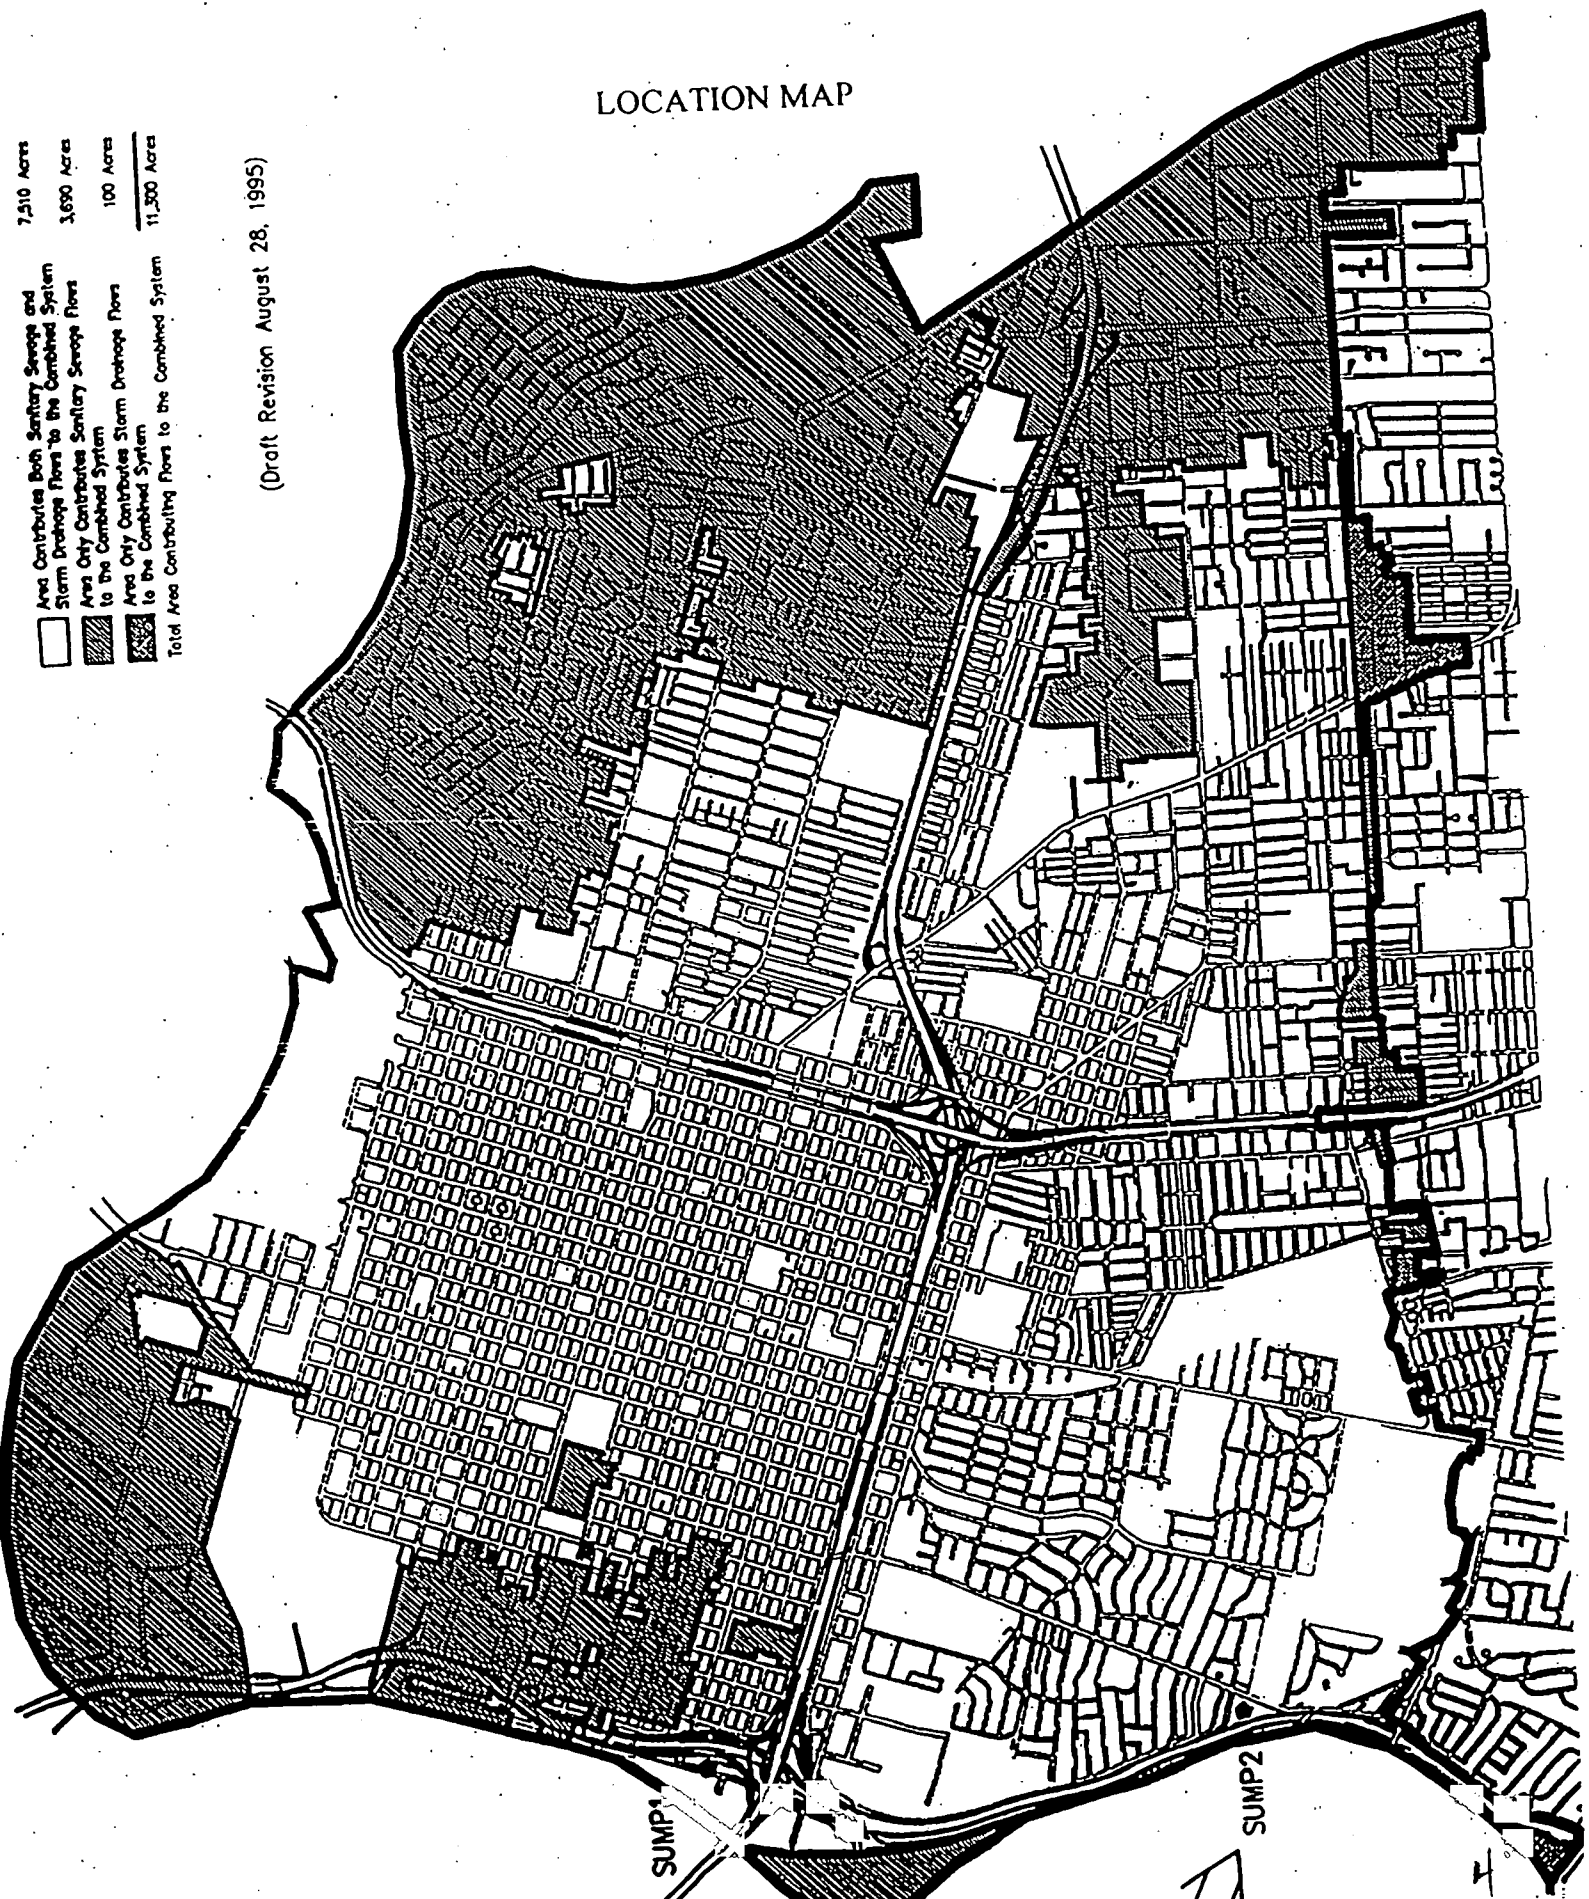 LOCATION MAP
Area Contributes Both Sanitary Sewage and
Storm Drainage Flows to the Combined System 7,510 Acres
Area Only Contributes Sanitary Sewage Flows
to the Combined System 3,690 Acres
Area Only Contributes Storm Drainage Flows
to the Combined System 100 Acres
Total Area Contributing Flows to the Combined System 11,300 Acres
(Draft Revision August 28, 1995)
SUMP1
SUMP2